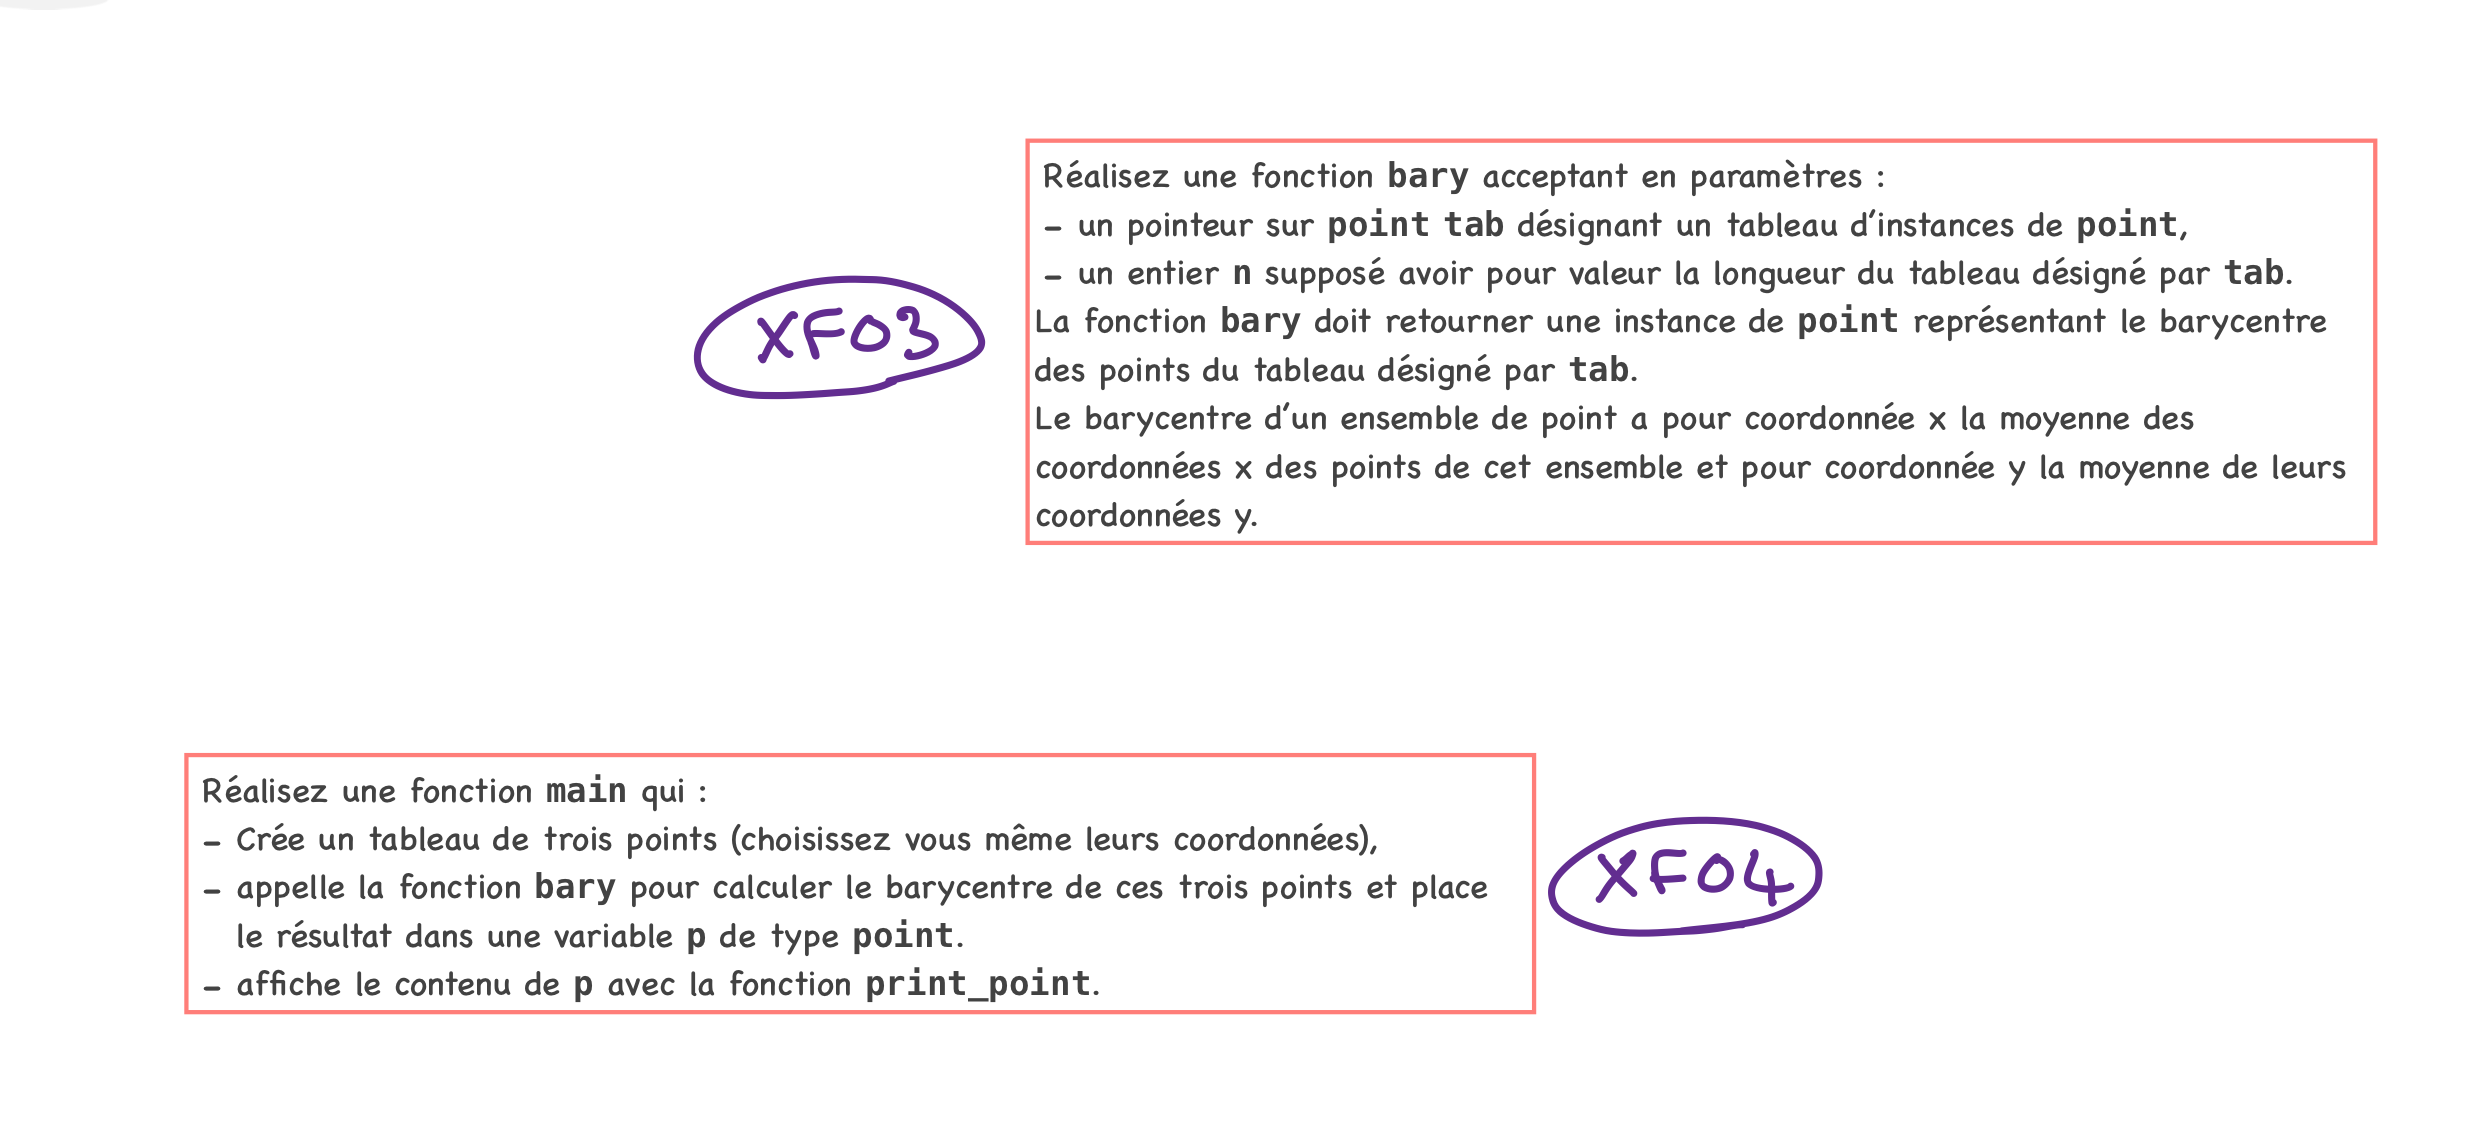 Réalisez une fonction bary acceptant en paramètres :
- un pointeur sur point tab désignant un tableau d'instances de point,
- un entier n supposé avoir pour valeur la longueur du tableau désigné par tab.
La fonction bary doit retourner une instance de point représentant le barycentre
des points du tableau désigné par tab.
Le barycentre d'un ensemble de point a pour coordonnée x la moyenne des
coordonnées x des points de cet ensemble et pour coordonnée y la moyenne de leurs
coordonnées y.
XF03
Réalisez une fonction main qui :
- Crée un tableau de trois points (choisissez vous même leurs coordonnées),
- appelle la fonction bary pour calculer le barycentre de ces trois points et place
le résultat dans une variable p de type point.
- affiche le contenu de p avec la fonction print_point.
XF04